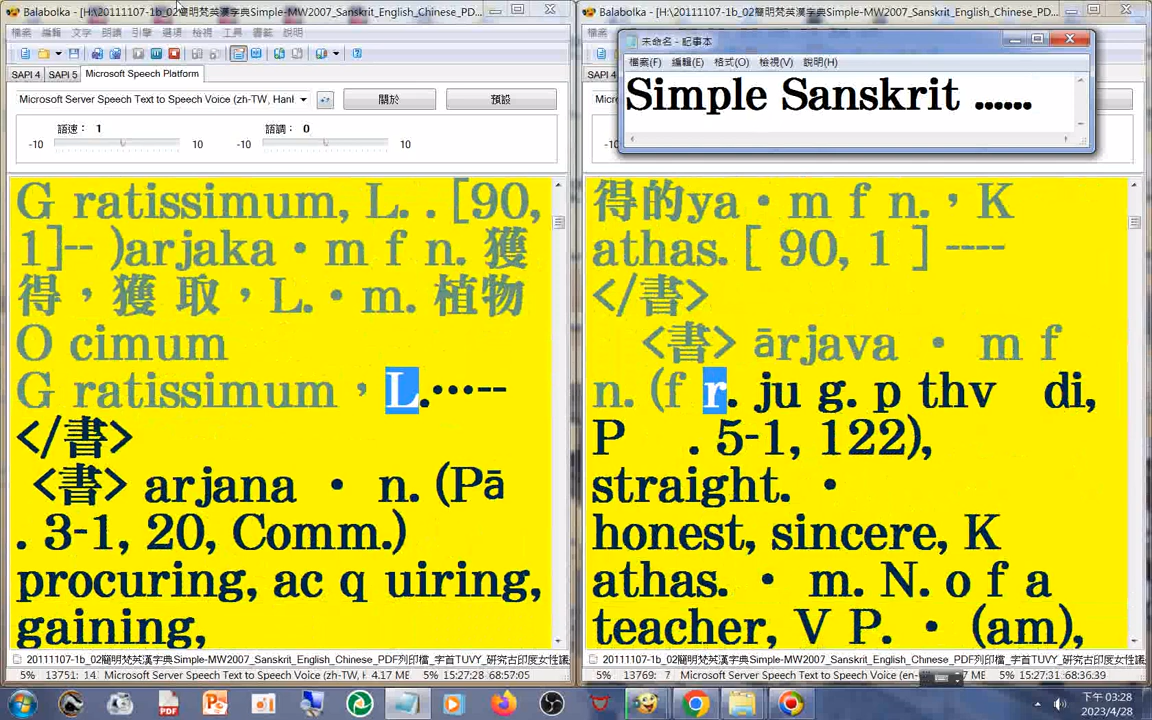 Balabolka - [H:\20111107-1b_02簡明梵英漢字典Simple-MW2007_Sanskrit_English_Chinese_PD...
檔案 編輯 文字 朗讀 引擎 選項 檢視 工具 書籤 說明
SAPI 4 SAPI 5 Microsoft Speech Platform
Microsoft Server Speech Text to Speech Voice (zh-TW, HanH
關於 預設
語速： 1 語調： 0
-10 10 -10 10
G ratissimum, L. . [90,
1]-- )arjaka・m f n. 獲
得，獲 取，L.・m. 植物
O cimum
G ratissimum，L.•••--
</書>
<書> arjana ・ n. (Pā
. 3-1, 20, Comm.)
procuring, ac q uiring,
gaining,
20111107-1b_02簡明梵英漢字典Simple-MW2007_Sanskrit_English_Chinese_PDF列印檔_字首TUVY_研究古印度女性議
5% 13751: 14 Microsoft Server Speech Text to Speech Voice (zh-TW, H 4.17 MB 15:27:28 68:57:05
Balabolka - [H:\20111107-1b_02簡明梵英漢字典Simple-MW2007_Sanskrit_English_Chinese_PD...
SAPI 4
未命名 - 記事本
檔案(F) 編輯(E) 格式(O) 檢視(V) 說明(H)
Simple Sanskrit ......
-10
得的ya・m f n.，K
athas. [ 90, 1 ] ----
</書>
<書> ārjava ・ m f
n. (f r. ju g. p thv di,
P . 5-1, 122),
straight. ・
honest, sincere, K
athas. ・ m. N. o f a
teacher, V P. ・ (am),
20111107-1b_02簡明梵英漢字典Simple-MW2007_Sanskrit_English_Chinese_PDF列印檔_字首TUVY_研究古印度女性議
5% 13769: ? Microsoft Server Speech Text to Speech Voice (zh-TW, H 4.17 MB 15:27:31 68:36:39
下午 03:28
2023/4/28